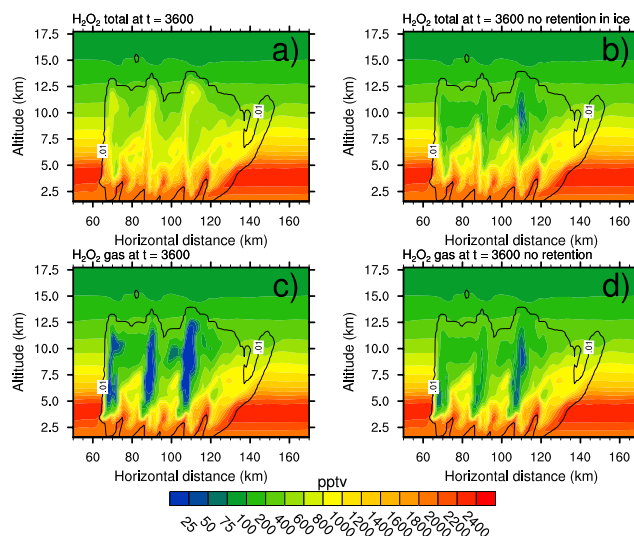 H₂O₂ total at t = 3600
H₂O₂ total at t = 3600 no retention in ice
a)
b)
17.5
15.0
12.5
10.0
7.5
5.0
2.5
Altitude (km)
.01
.01
60 80 100 120 140 160
Horizontal distance (km)
17.5
15.0
12.5
10.0
7.5
5.0
2.5
Altitude (km)
.01
.01
60 80 100 120 140 160
Horizontal distance (km)
H₂O₂ gas at t = 3600
H₂O₂ gas at t = 3600 no retention
c)
d)
17.5
15.0
12.5
10.0
7.5
5.0
2.5
Altitude (km)
.01
.01
60 80 100 120 140 160
Horizontal distance (km)
17.5
15.0
12.5
10.0
7.5
5.0
2.5
Altitude (km)
.01
.01
60 80 100 120 140 160
Horizontal distance (km)
pptv
25 50 75 100 200 400 600 800 1000 1200 1400 1600 1800 2000 2200 2400